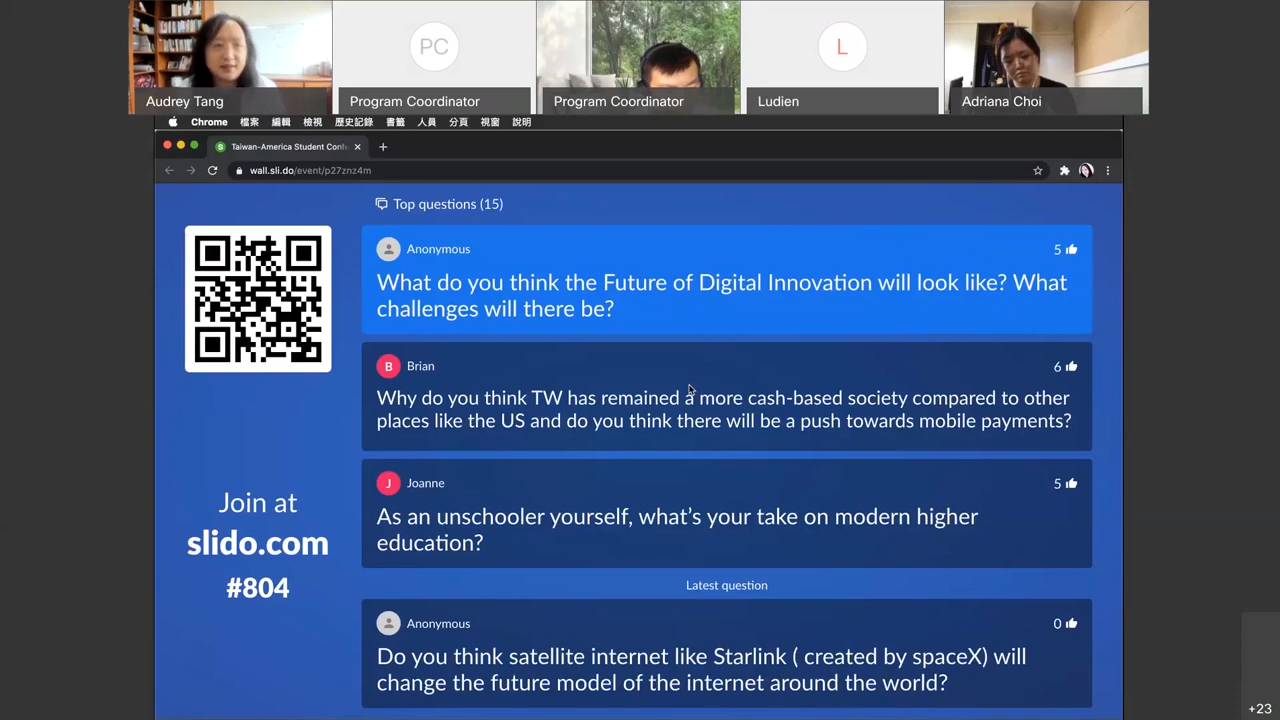 PC
L
Audrey Tang
Program Coordinator
Program Coordinator
Ludien
Adriana Choi
Chrome 檔案 編輯 檢視 歷史記錄 書籤 人員 分頁 視窗 說明
Taiwan-America Student Conf
wall.sli.do/event/p27znz4m
Top questions (15)
Anonymous
5
What do you think the Future of Digital Innovation will look like? What
challenges will there be?
B
Brian
6
Why do you think TW has remained a more cash-based society compared to other
places like the US and do you think there will be a push towards mobile payments?
J
Joanne
5
As an unschooler yourself, what's your take on modern higher
education?
Join at
slido.com
#804
Latest question
Anonymous
0
Do you think satellite internet like Starlink ( created by spaceX) will
change the future model of the internet around the world?
+23